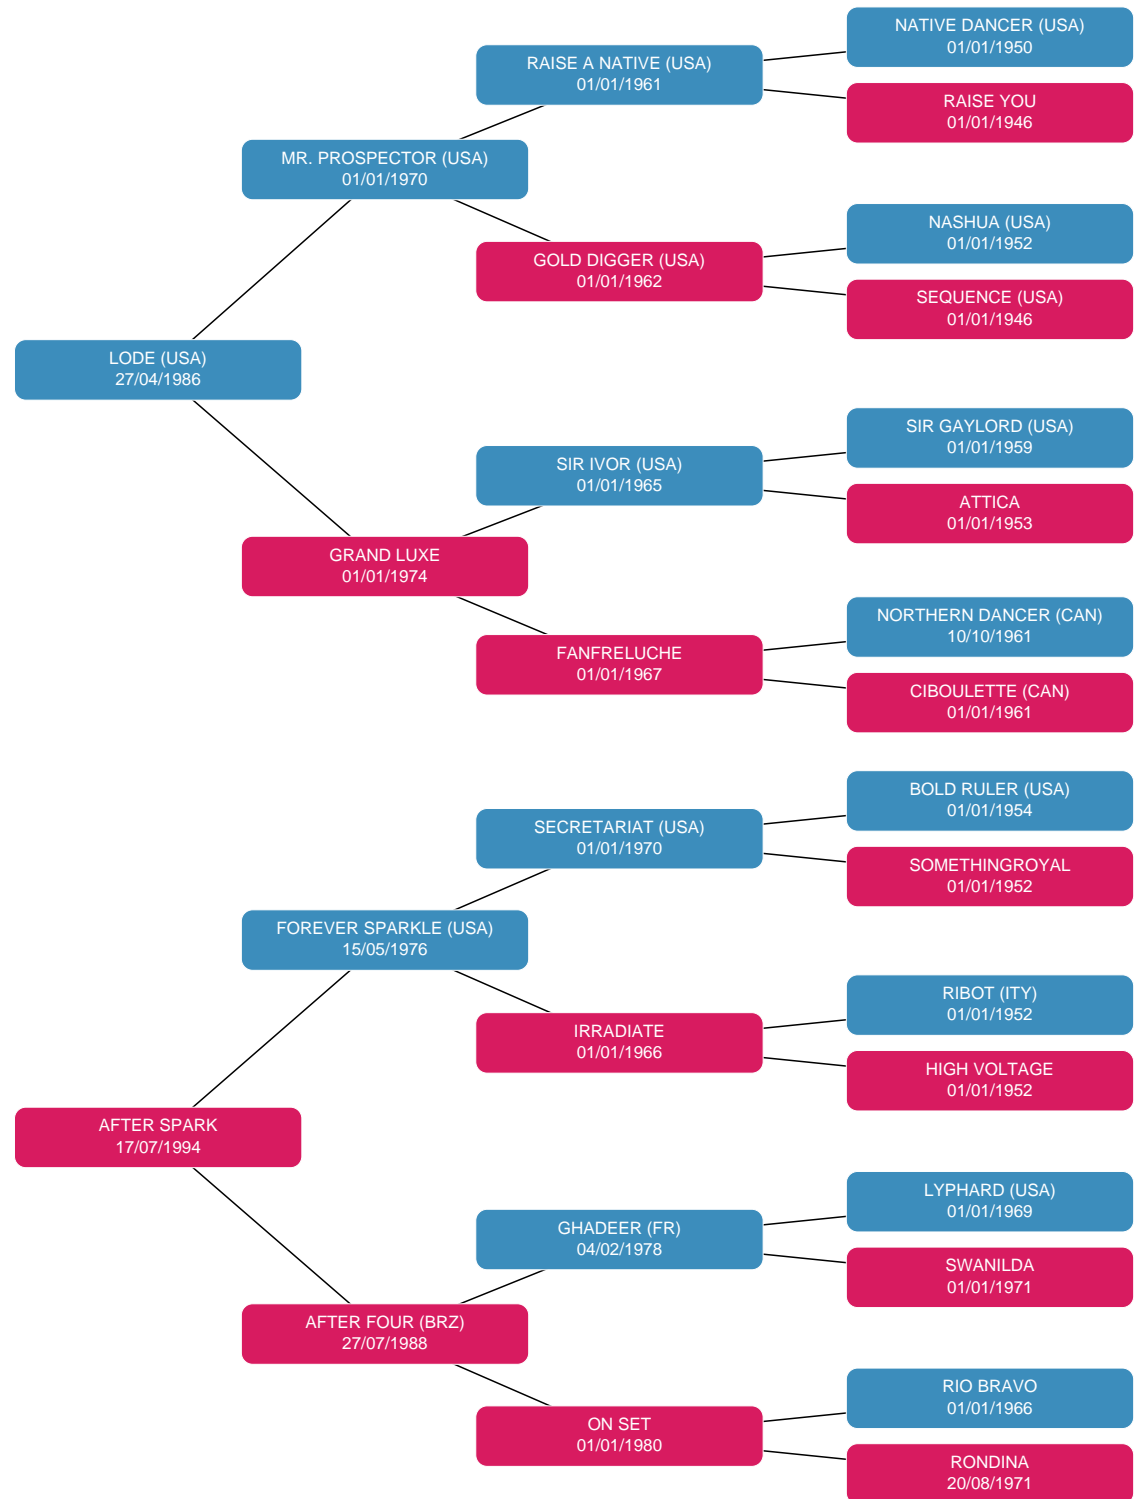 NATIVE DANCER (USA)
01/01/1950
RAISE A NATIVE (USA)
01/01/1961
RAISE YOU
01/01/1946
MR. PROSPECTOR (USA)
01/01/1970
NASHUA (USA)
01/01/1952
GOLD DIGGER (USA)
01/01/1962
SEQUENCE (USA)
01/01/1946
LODE (USA)
27/04/1986
SIR GAYLORD (USA)
01/01/1959
SIR IVOR (USA)
01/01/1965
ATTICA
01/01/1953
GRAND LUXE
01/01/1974
NORTHERN DANCER (CAN)
10/10/1961
FANFRELUCHE
01/01/1967
CIBOULETTE (CAN)
01/01/1961
BOLD RULER (USA)
01/01/1954
SECRETARIAT (USA)
01/01/1970
SOMETHINGROYAL
01/01/1952
FOREVER SPARKLE (USA)
15/05/1976
RIBOT (ITY)
01/01/1952
IRRADIATE
01/01/1966
HIGH VOLTAGE
01/01/1952
AFTER SPARK
17/07/1994
LYPHARD (USA)
01/01/1969
GHADEER (FR)
04/02/1978
SWANILDA
01/01/1971
AFTER FOUR (BRZ)
27/07/1988
RIO BRAVO
01/01/1966
ON SET
01/01/1980
RONDINA
20/08/1971